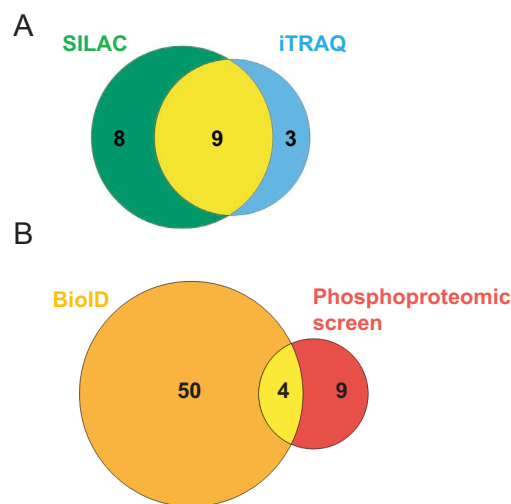 A
SILAC iTRAQ
8 9 3
B
BioID
Phosphoproteomic
screen
50 4 9